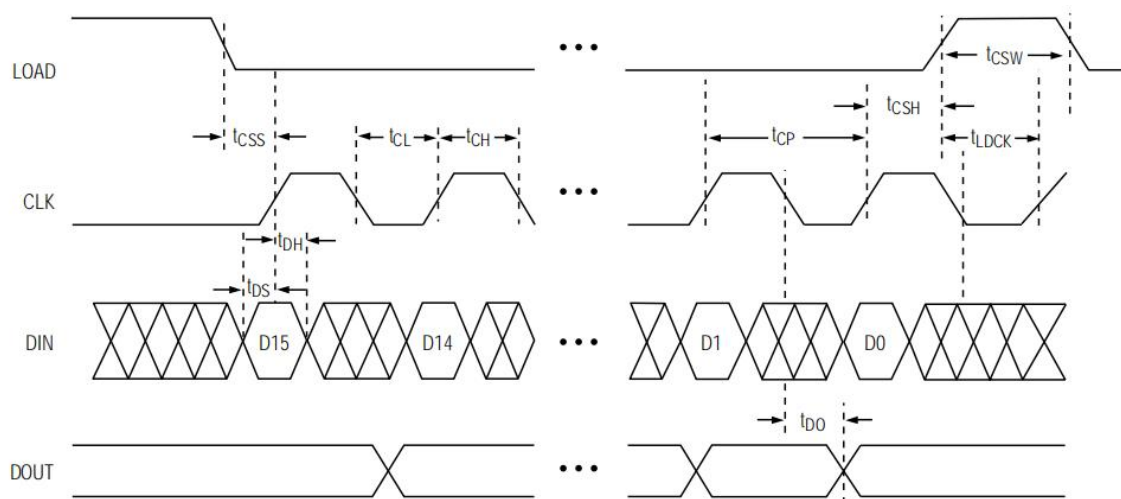 LOAD
tCSW
tCSH
tCSS
tCL
tCH
tCP
tLDCK
CLK
tDH
tDS
DIN
D15
D14
D1
D0
tDO
DOUT